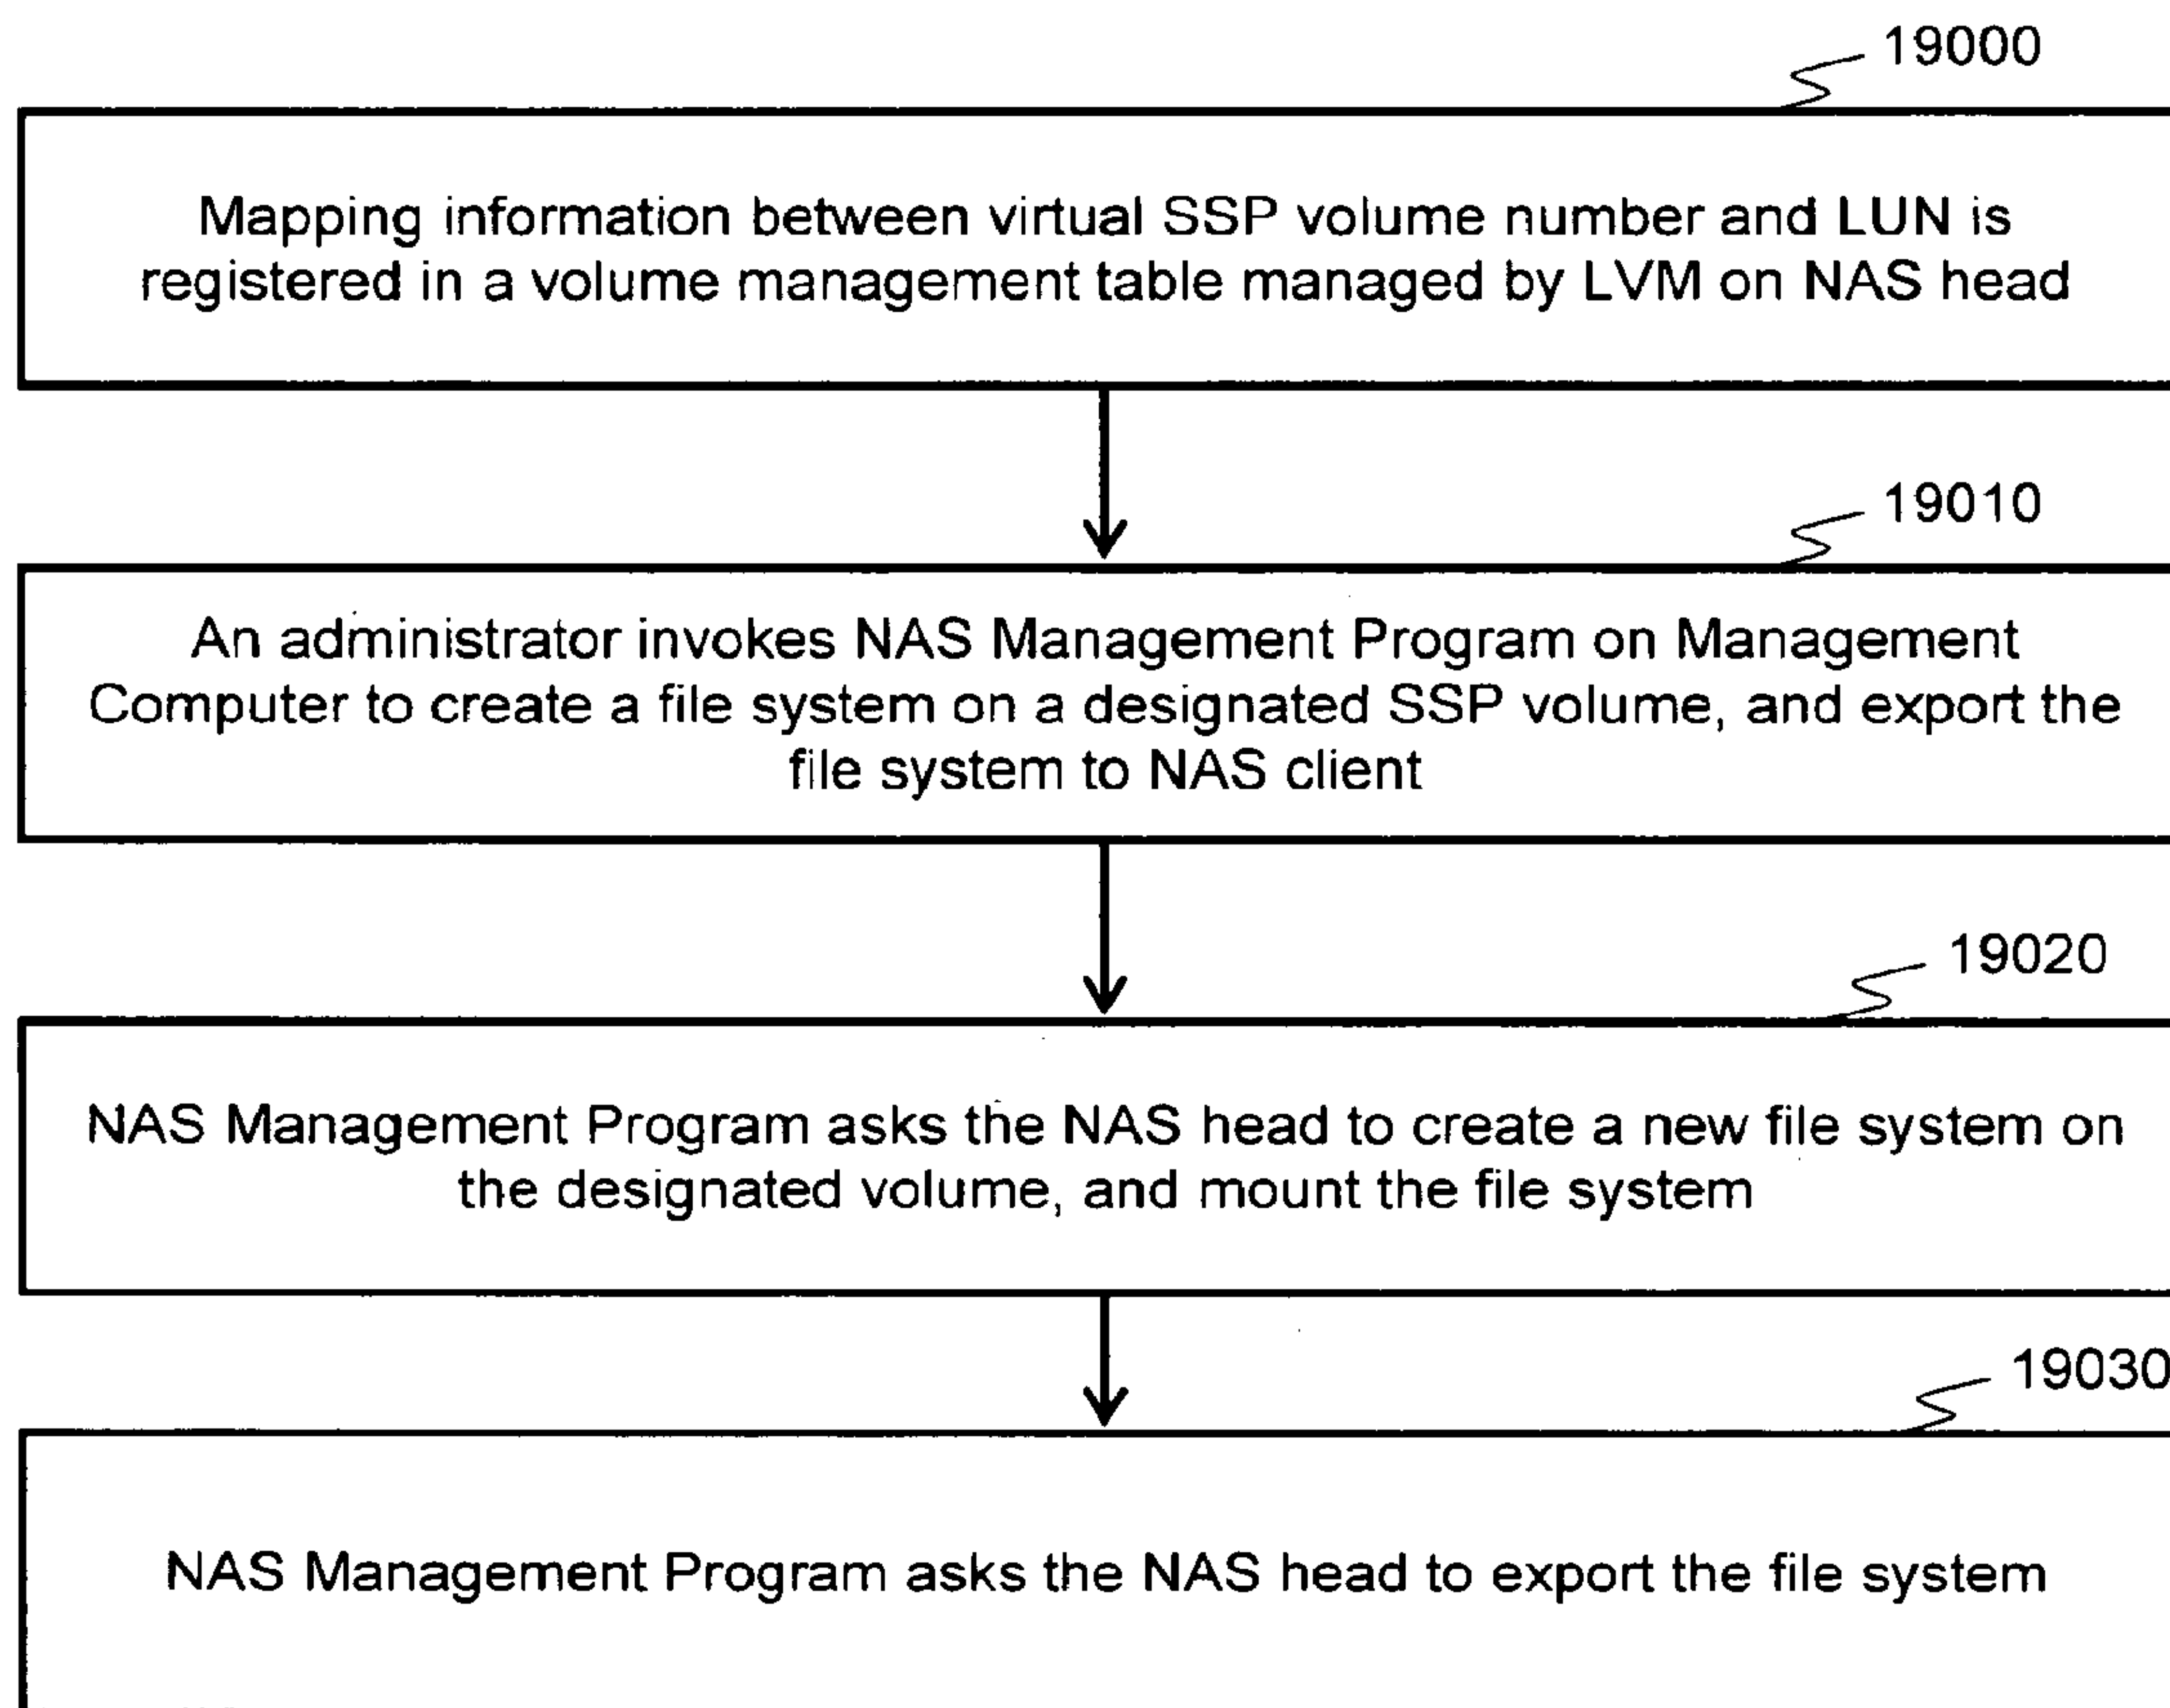 19000
Mapping information between virtual SSP volume number and LUN is
registered in a volume management table managed by LVM on NAS head
19010
An administrator invokes NAS Management Program on Management
Computer to create a file system on a designated SSP volume, and export the
file system to NAS client
19020
NAS Management Program asks the NAS head to create a new file system on
the designated volume, and mount the file system
19030
NAS Management Program asks the NAS head to export the file system